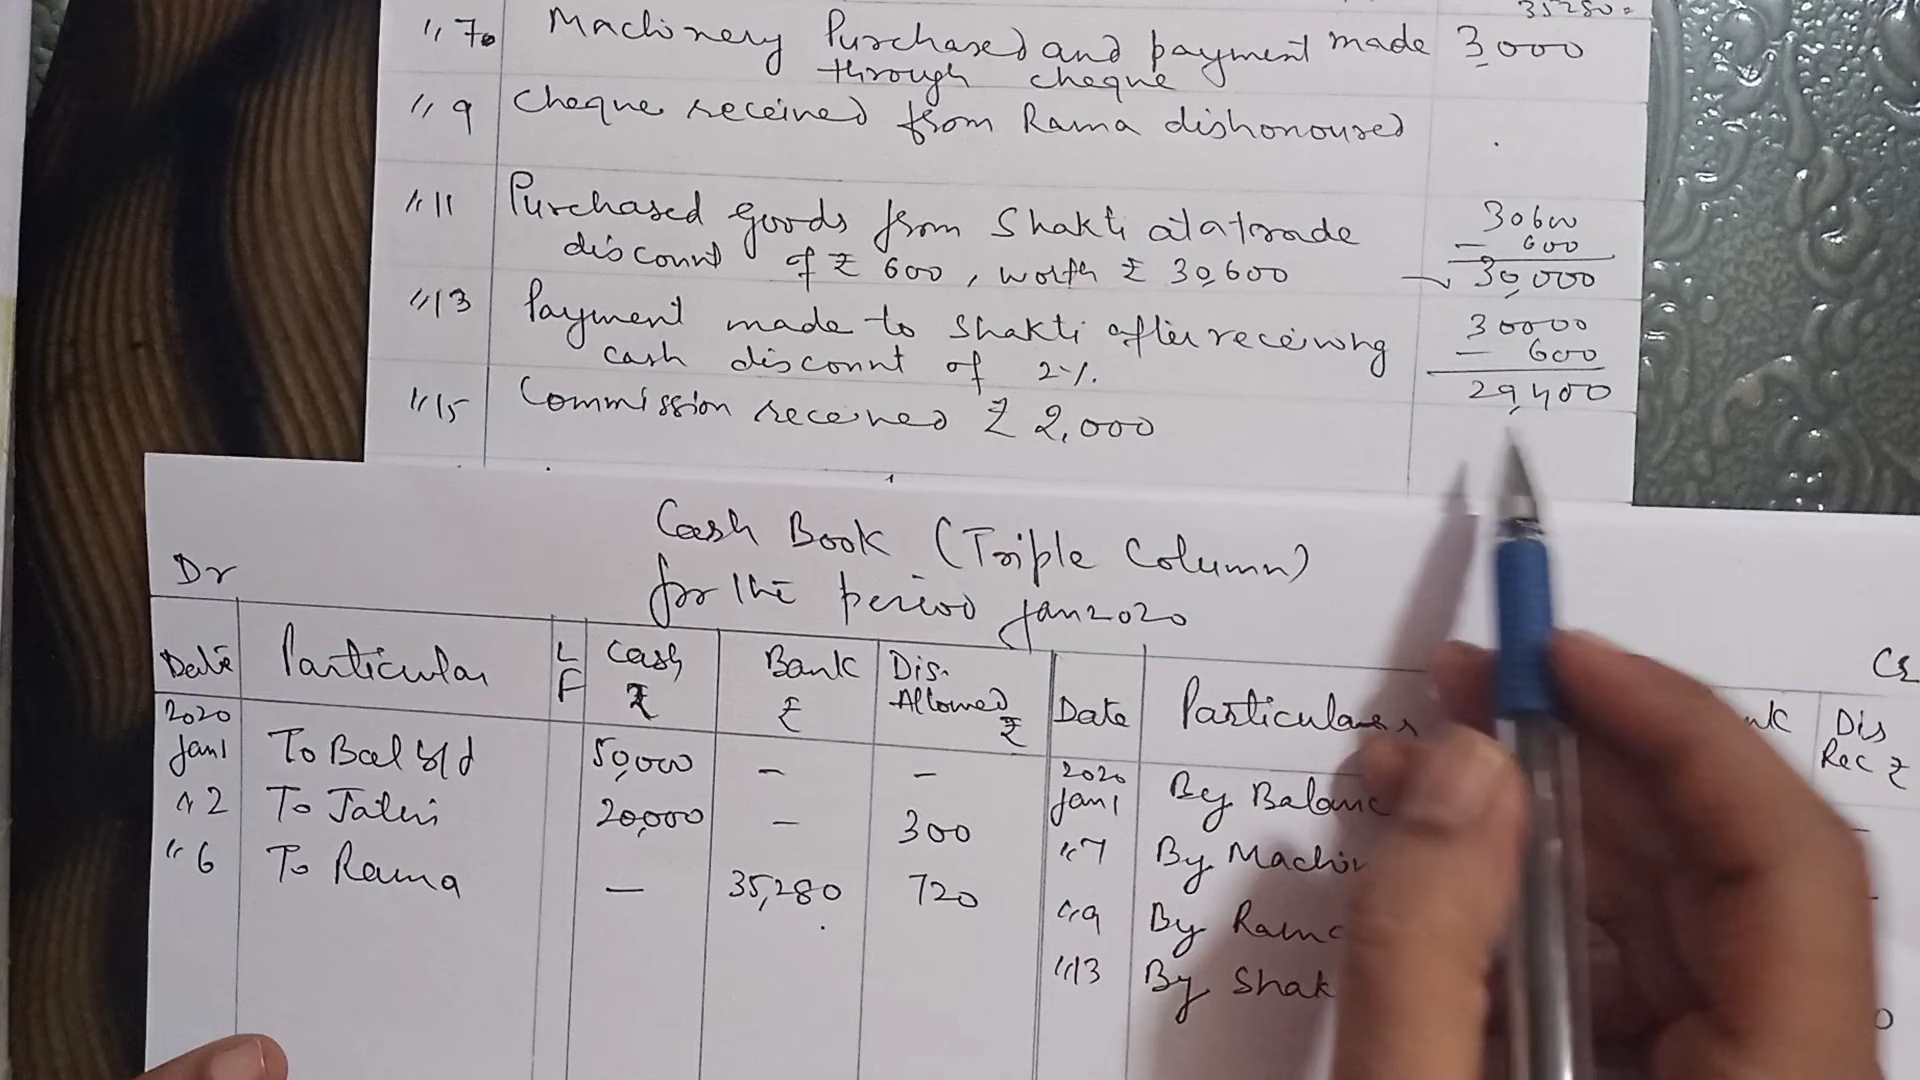 35280=
" 7 Machinery Purchased and payment made 3,000
through cheque
" 9 Cheque received from Rama dishonoured
" 11 Purchased goods from Shakti at a trade 30600
discount of ₹ 600, worth ₹ 30,600 - 600
30,000
" 13 Payment made to Shakti after receiving 30000
cash discount of 2%. - 600
29,400
" 15 Commission received ₹ 2,000
Cash Book (Triple Column)
for the period Jan 2020
Dr Cr
Date Particular L F Cash ₹ Bank ₹ Dis. Allowed ₹ Date Particulars nk Dis Rec ₹
2020 2020
Jan 1 To Bal b/d 50,000 - - Jan 1 By Balanc
" 2 To 20,000 - 300 " 7 By Machin
" 6 To Rama - 35,280 720 " 9 By Rama
" 13 By Shak